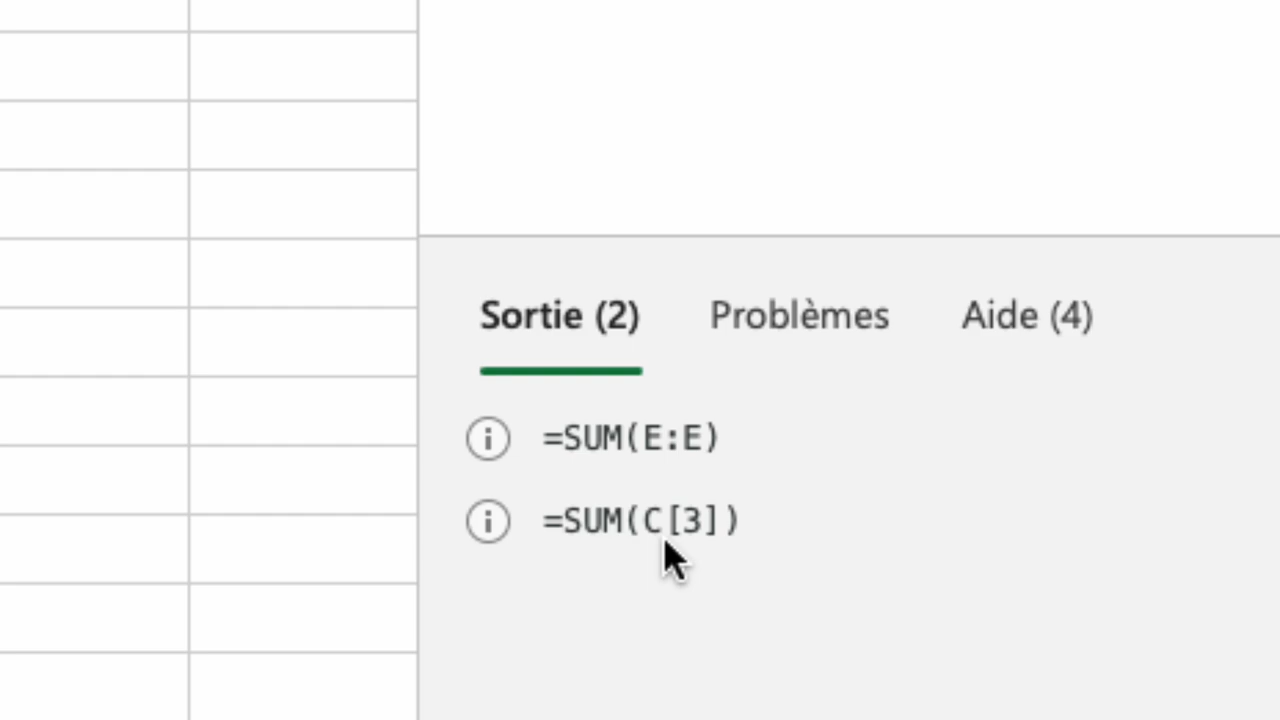 Sortie (2) Problèmes Aide (4)
=SUM(E:E)
=SUM(C[3])